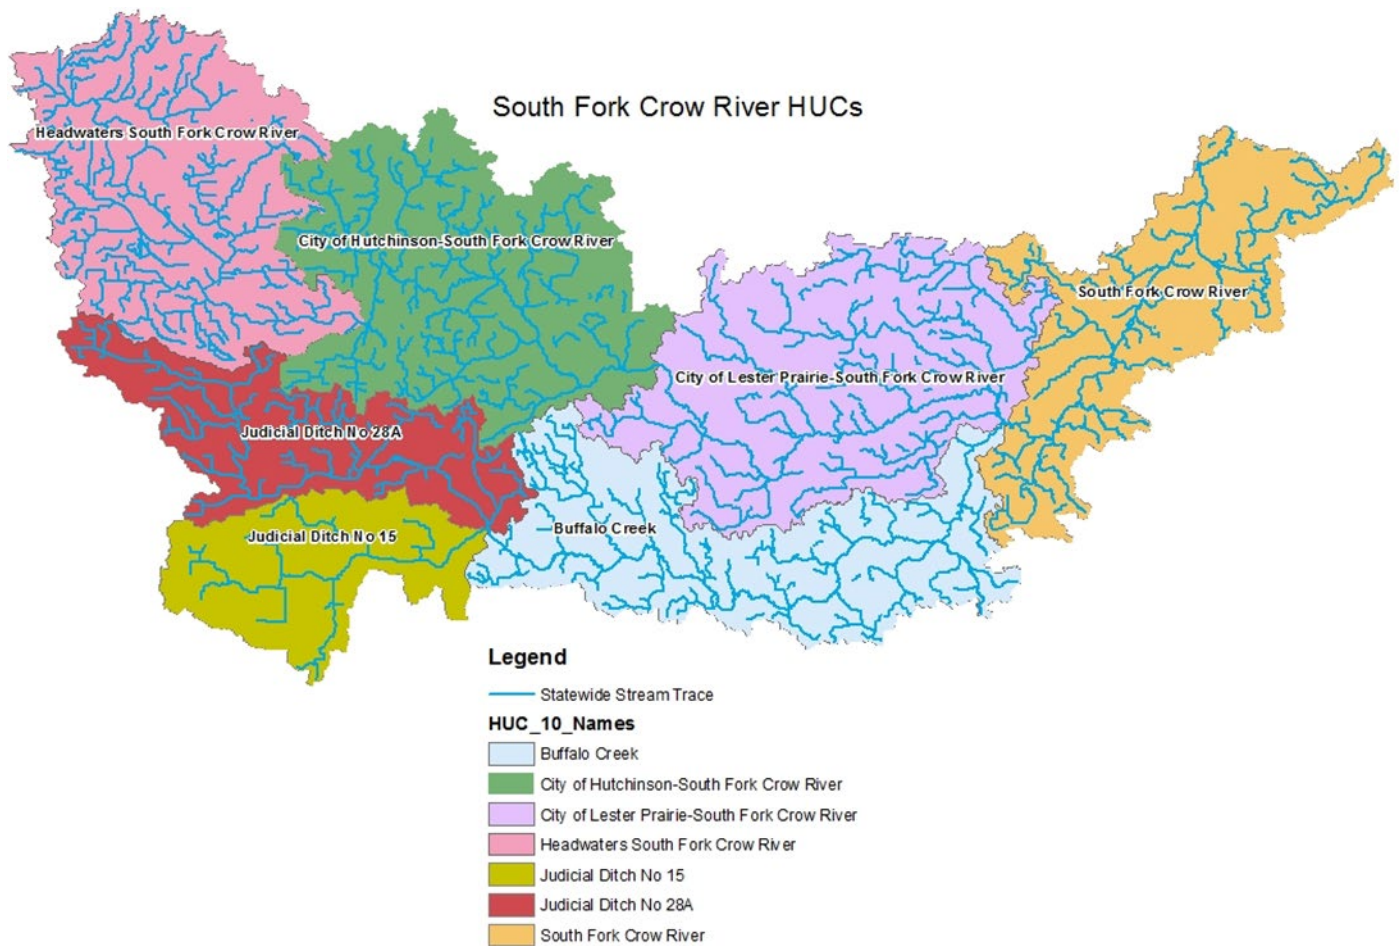 South Fork Crow River HUCs
Headwaters South Fork Crow River
City of Hutchinson-South Fork Crow River
South Fork Crow River
City of Lester Prairie-South Fork Crow River
Judicial Ditch No 28A
Buffalo Creek
Judicial Ditch No 15
Legend
Statewide Stream Trace
HUC_10_Names
Buffalo Creek
City of Hutchinson-South Fork Crow River
City of Lester Prairie-South Fork Crow River
Headwaters South Fork Crow River
Judicial Ditch No 15
Judicial Ditch No 28A
South Fork Crow River